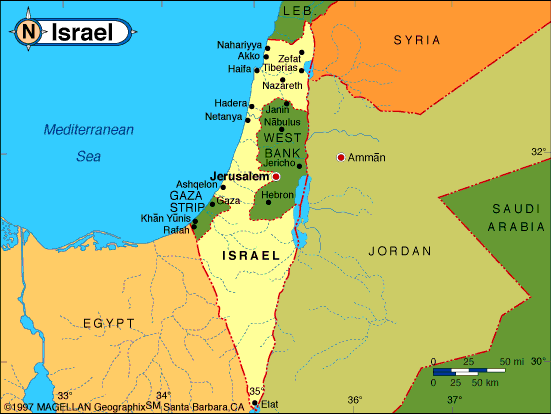 N
Israel
LEB.
SYRIA
Nahariyya
Akko
Haifa
Zefat
Tiberias
Nazareth
Hadera
Netanya
Janin
Nābulus
WEST
BANK
Jericho
Mediterranean
Sea
Ammān
32°
Jerusalem
Ashqelon
GAZA
STRIP
Gaza
Hebron
Khān Yūnis
Rafah
ISRAEL
JORDAN
SAUDI
ARABIA
EGYPT
0 25 50 mi
0 25 50 km
30°
33°
34°
35°
36°
37°
Elat
©1997 MAGELLAN Geographix SM Santa Barbara, CA